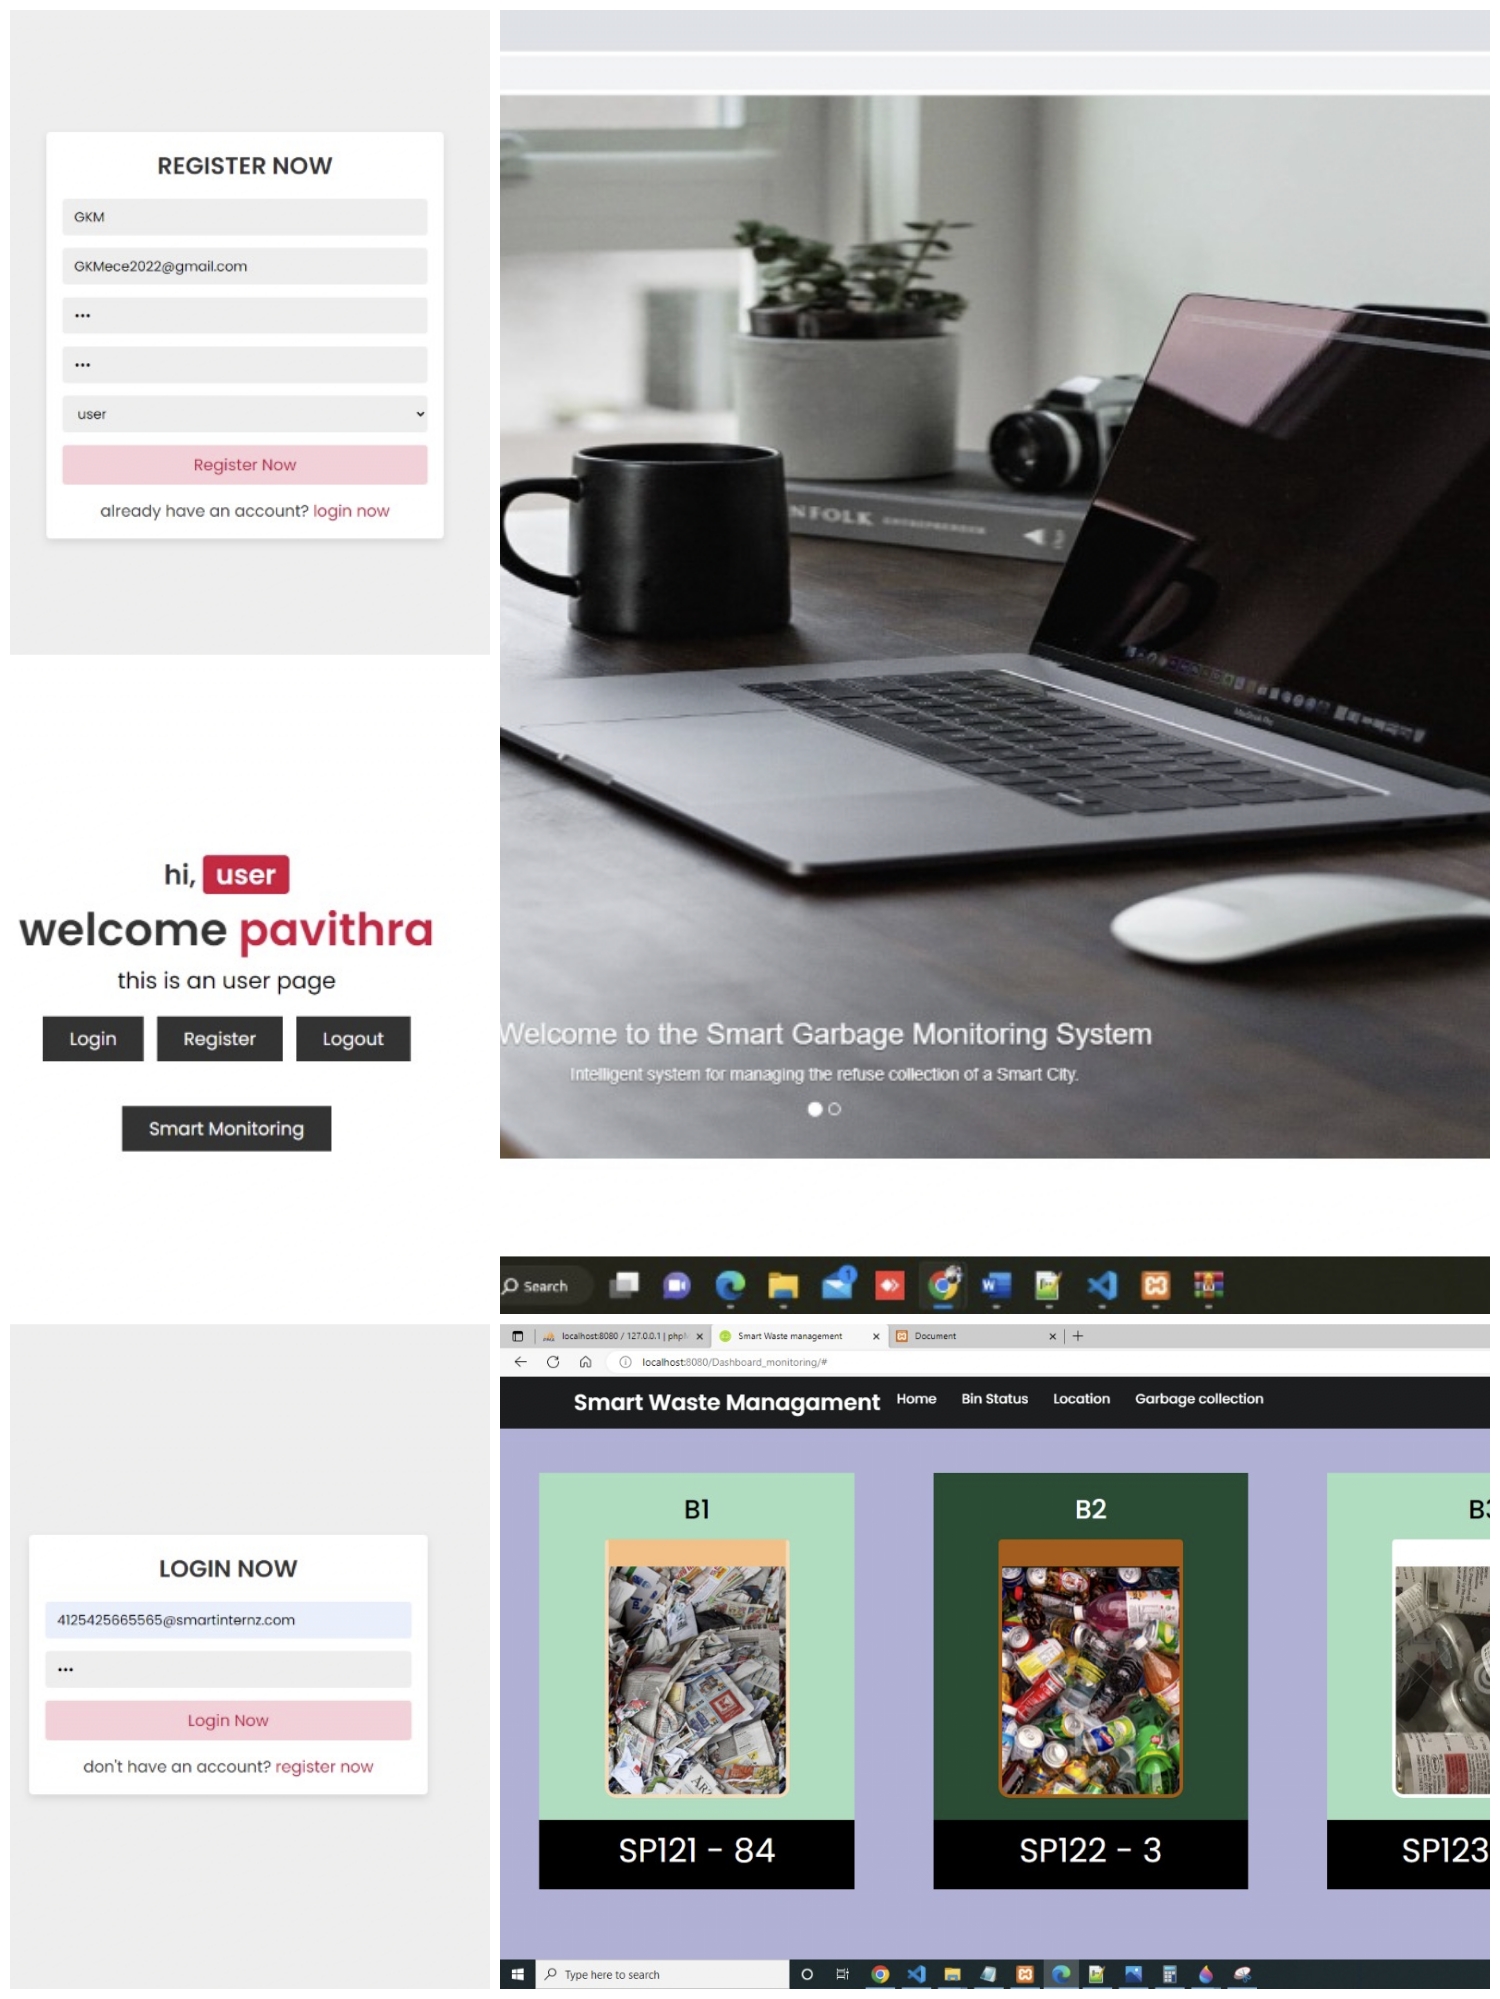 REGISTER NOW
GKM
GKMece2022@gmail.com
•••
•••
user
Register Now
already have an account? login now
NFOLK
MacBook Pro
Welcome to the Smart Garbage Monitoring System
Intelligent system for managing the refuse collection of a Smart City.
hi, user
welcome pavithra
this is an user page
Login Register Logout
Smart Monitoring
Search
1
LOGIN NOW
4125425665565@smartinternz.com
•••
Login Now
don't have an account? register now
localhost:8080 / 127.0.0.1 | php
Smart Waste management
Document
localhost:8080/Dashboard_monitoring/#
Smart Waste Managament Home Bin Status Location Garbage collection
B1 B2
SP121 - 84 SP122 - 3 SP123
Type here to search